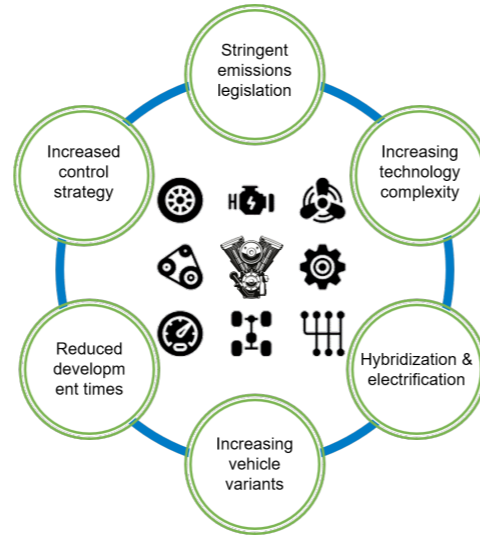 Stringent
emissions
legislation
Increasing
technology
complexity
Hybridization &
electrification
Increasing
vehicle
variants
Reduced
developm
ent times
Increased
control
strategy